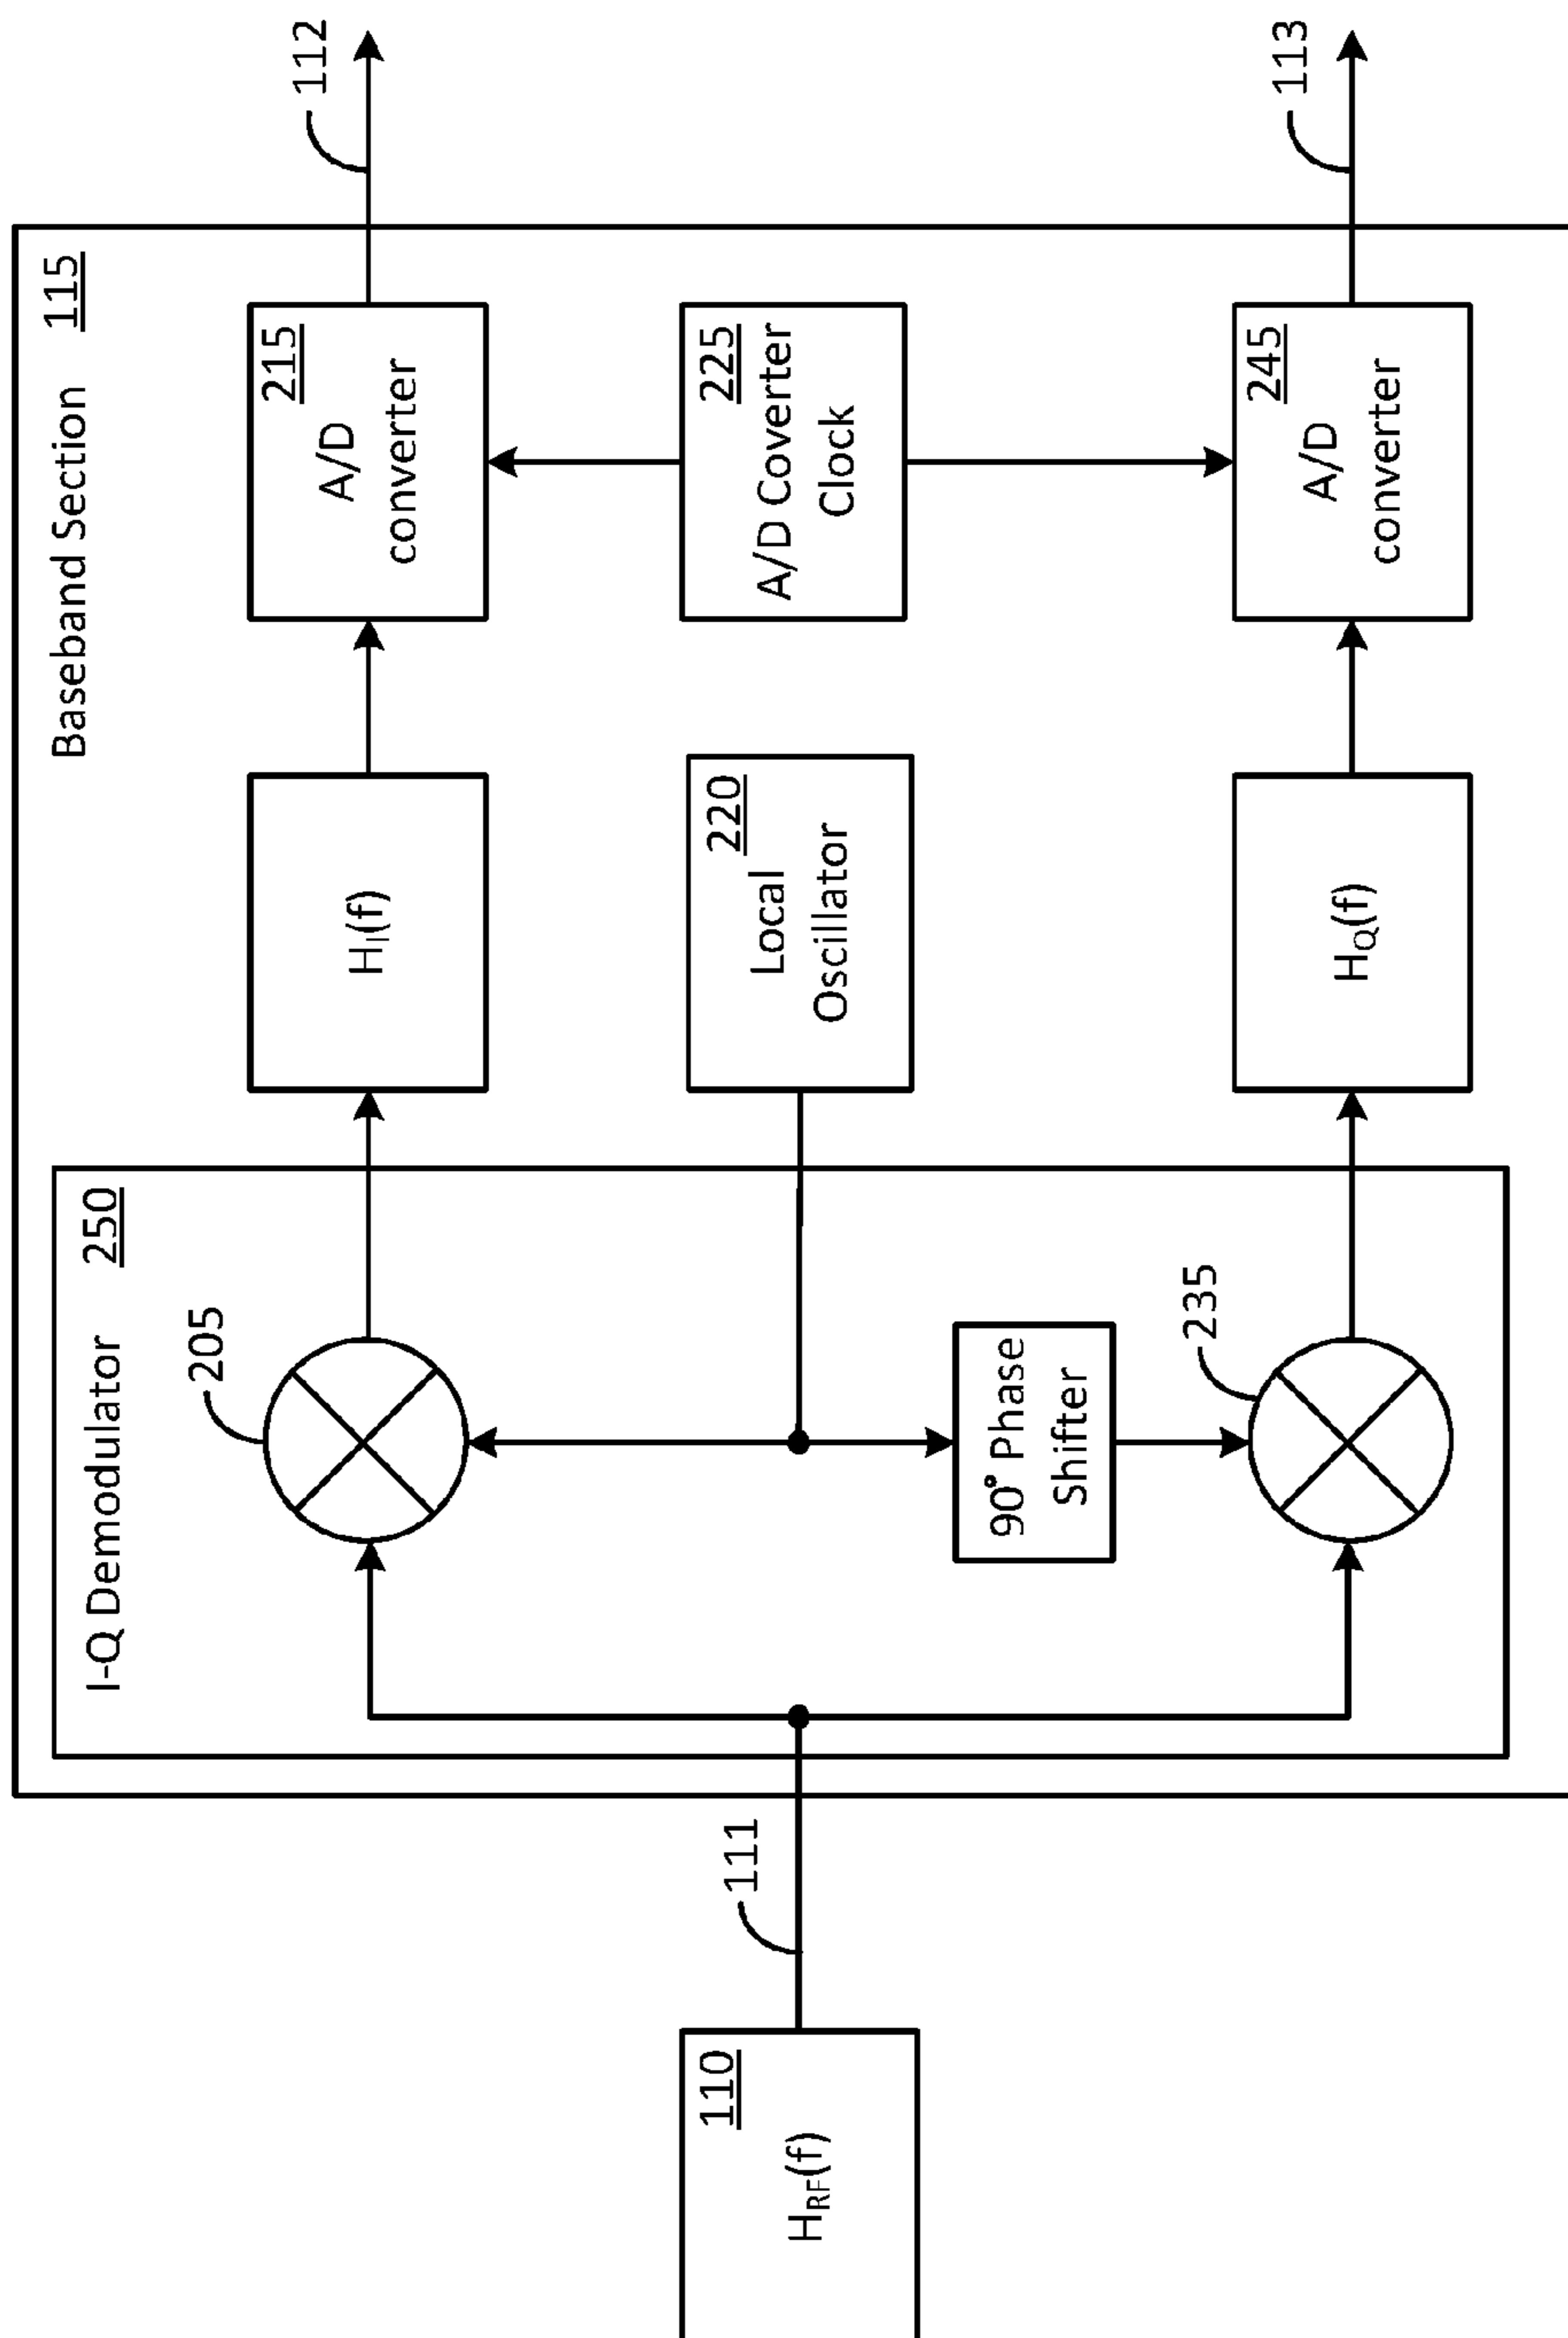 Baseband Section 115
I-Q Demodulator 250
205
H_I(f)
215
A/D
converter
112
110
H_RF(f)
111
220
Local
Oscillator
225
A/D Coverter
Clock
90° Phase
Shifter
235
H_Q(f)
245
A/D
converter
113